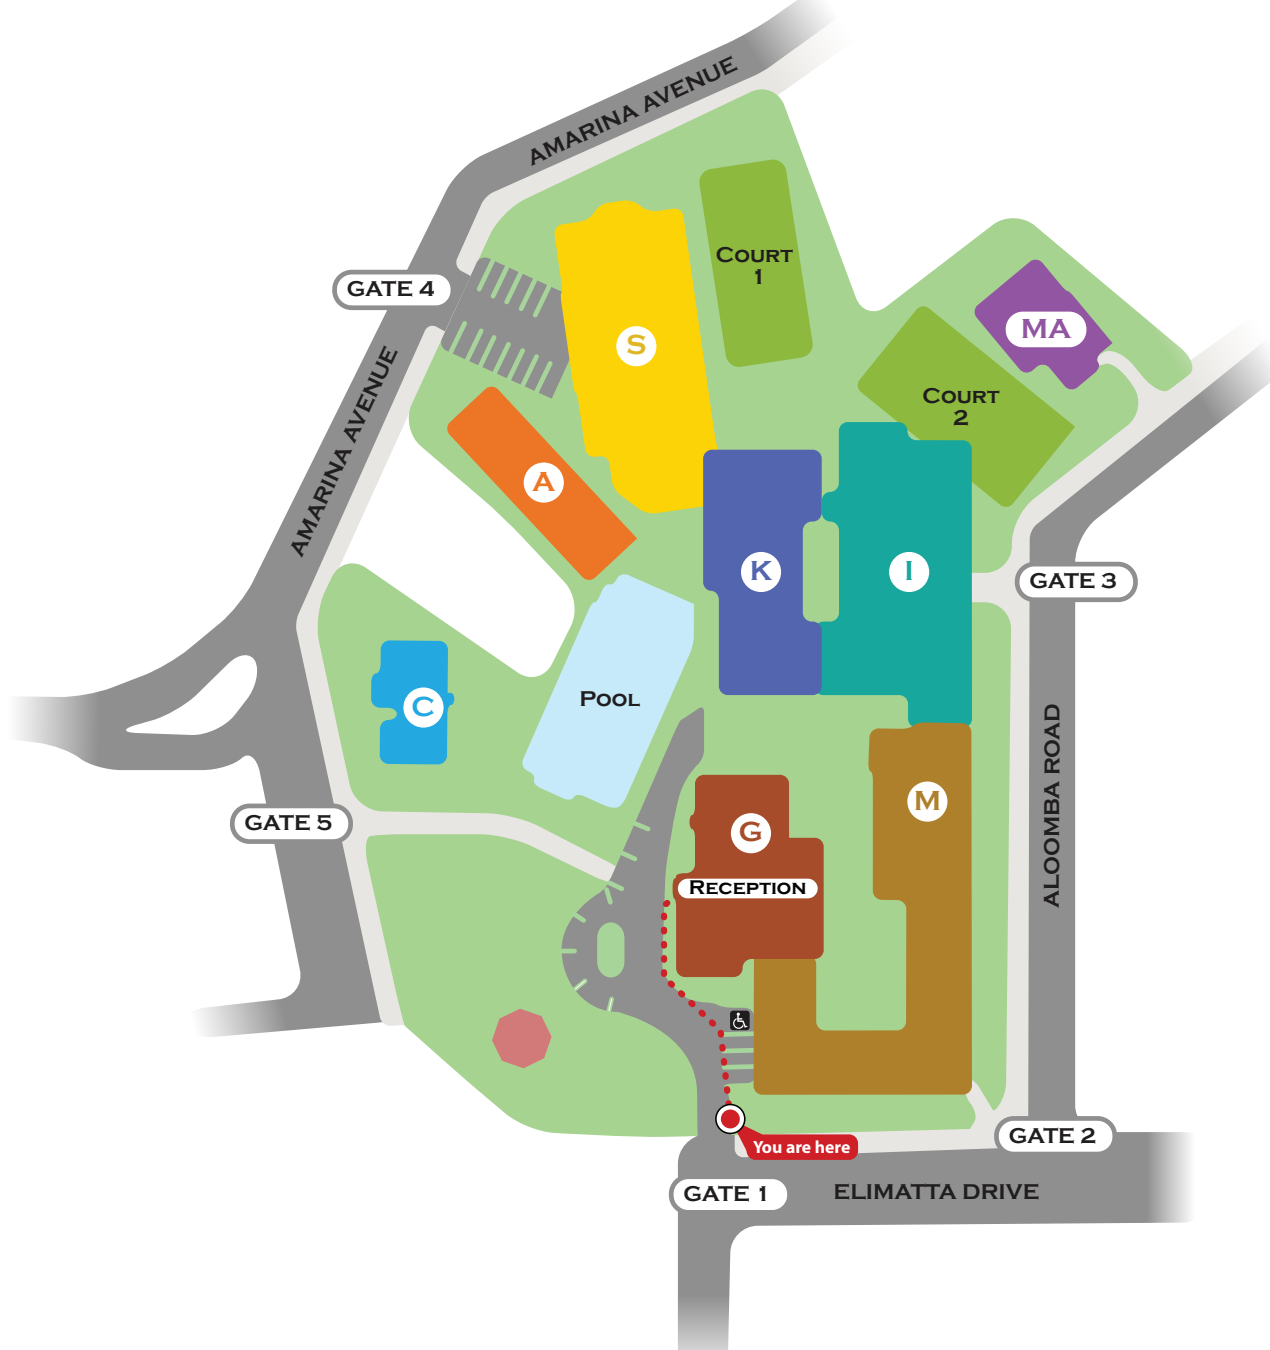 AMARINA AVENUE
COURT
1
GATE 4
MA
S
COURT
2
AMARINA AVENUE
A
K
I
GATE 3
C
POOL
ALOOMBA ROAD
M
GATE 5
G
RECEPTION
You are here
GATE 2
GATE 1
ELIMATTA DRIVE